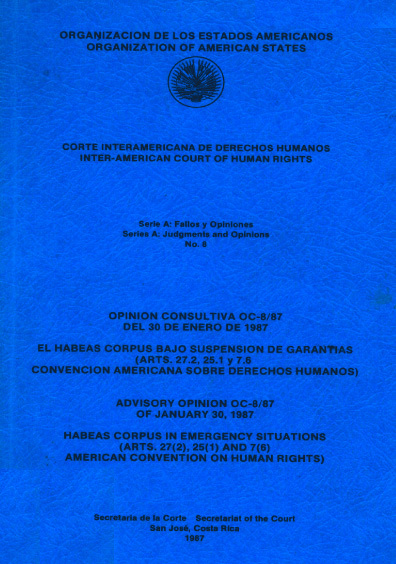 ORGANIZACION DE LOS ESTADOS AMERICANOS
ORGANIZATION OF AMERICAN STATES
CORTE INTERAMERICANA DE DERECHOS HUMANOS
INTER-AMERICAN COURT OF HUMAN RIGHTS
Serie A: Fallos y Opiniones
Series A: Judgments and Opinions
No. 8
OPINION CONSULTIVA OC-8/87
DEL 30 DE ENERO DE 1987
EL HABEAS CORPUS BAJO SUSPENSION DE GARANTIAS
(ARTS. 27.2, 25.1 y 7.6
CONVENCION AMERICANA SOBRE DERECHOS HUMANOS)
ADVISORY OPINION OC-8/87
OF JANUARY 30, 1987
HABEAS CORPUS IN EMERGENCY SITUATIONS
(ARTS. 27(2), 25(1) AND 7(6)
AMERICAN CONVENTION ON HUMAN RIGHTS)
Secretaría de la Corte Secretariat of the Court
San José, Costa Rica
1987